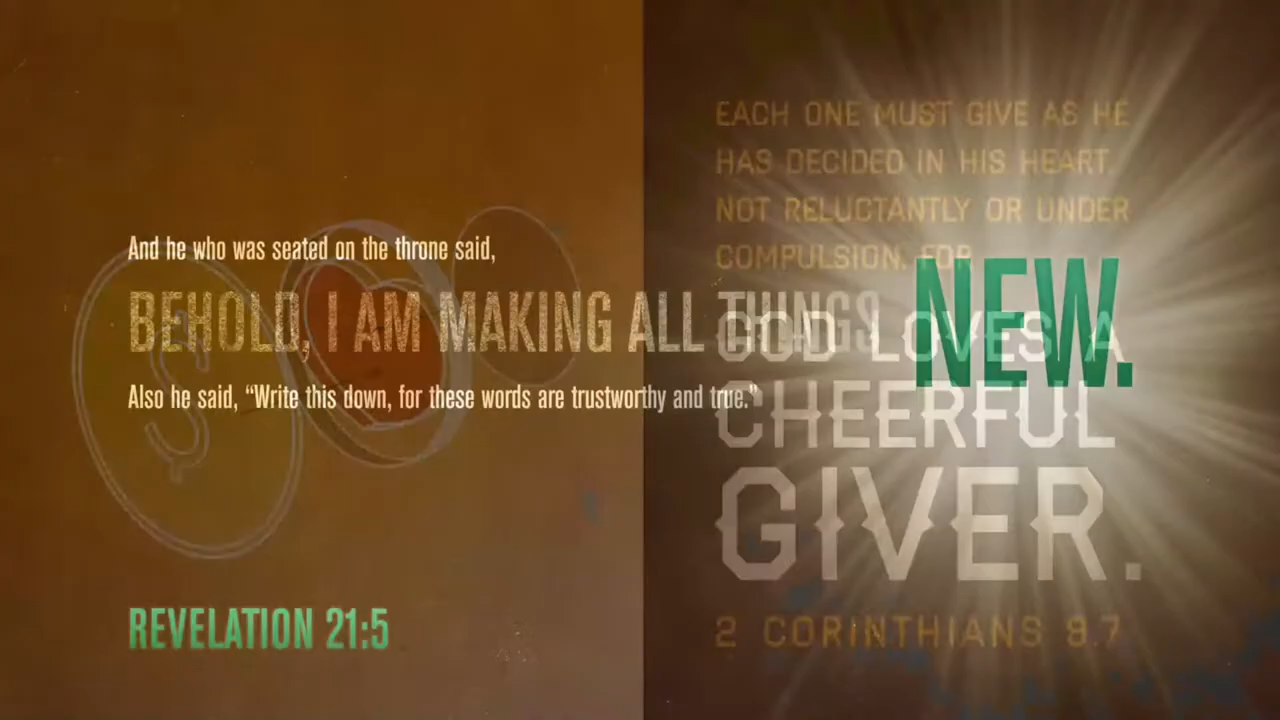 And he who was seated on the throne said,
BEHOLD, I AM MAKING ALL THINGS NEW.
Also he said, “Write this down, for these words are trustworthy and true.”
REVELATION 21:5
EACH ONE MUST GIVE AS HE
HAS DECIDED IN HIS HEART,
NOT RELUCTANTLY OR UNDER
COMPULSION, FOR
GOD LOVES A
CHEERFUL
GIVER.
2 CORINTHIANS 9:7